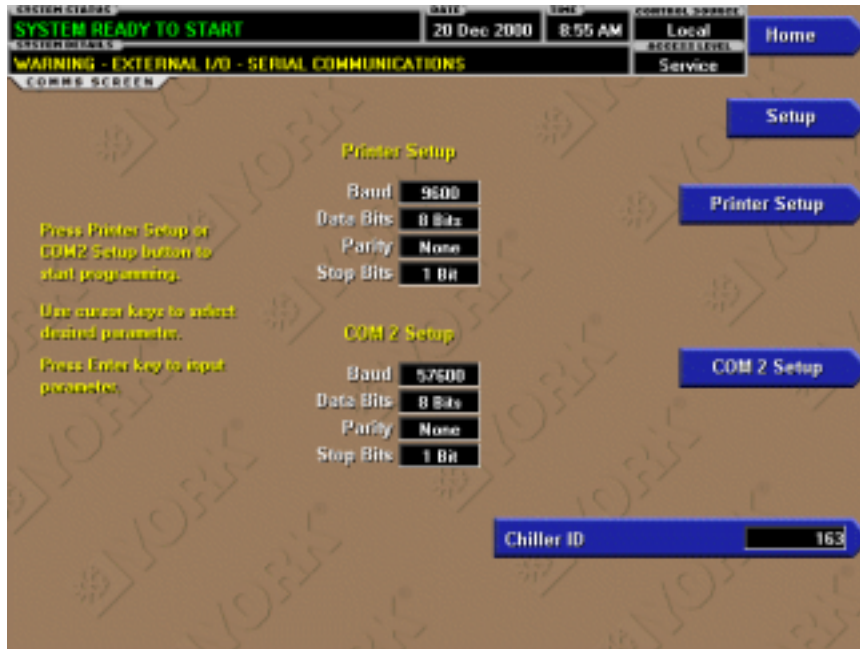 SYSTEM STATUS
SYSTEM READY TO START
DATE
20 Dec 2000
TIME
8:55 AM
CONTROL SOURCE
Local
Home
SYSTEM DETAILS
WARNING - EXTERNAL I/O - SERIAL COMMUNICATIONS
ACCESS LEVEL
Service
COMMS SCREEN
Setup
Printer Setup
Baud 9600
Data Bits 8 Bits
Parity None
Stop Bits 1 Bit
Printer Setup
Press Printer Setup or
COM2 Setup button to
start programming.
Use cursor keys to select
desired parameter.
Press Enter key to input
parameter.
COM 2 Setup
Baud 57600
Data Bits 8 Bits
Parity None
Stop Bits 1 Bit
COM 2 Setup
Chiller ID 163
YORK